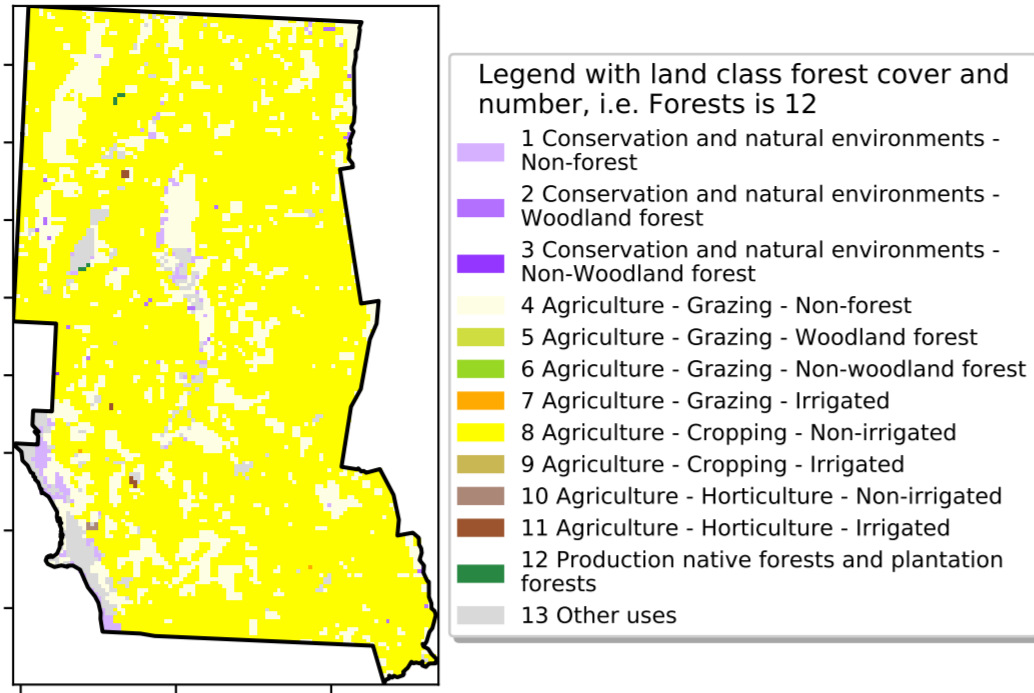 Legend with land class forest cover and
number, i.e. Forests is 12
1 Conservation and natural environments -
Non-forest
2 Conservation and natural environments -
Woodland forest
3 Conservation and natural environments -
Non-Woodland forest
4 Agriculture - Grazing - Non-forest
5 Agriculture - Grazing - Woodland forest
6 Agriculture - Grazing - Non-woodland forest
7 Agriculture - Grazing - Irrigated
8 Agriculture - Cropping - Non-irrigated
9 Agriculture - Cropping - Irrigated
10 Agriculture - Horticulture - Non-irrigated
11 Agriculture - Horticulture - Irrigated
12 Production native forests and plantation
forests
13 Other uses